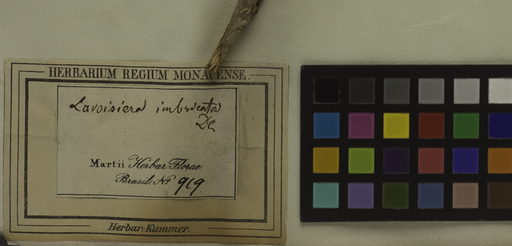 HERBARIUM REGIUM MONACENSE
Lavoisiera imbricata
DC
Martii Herbar. Florae
Brasil. No 919
Herbar. Kummer.